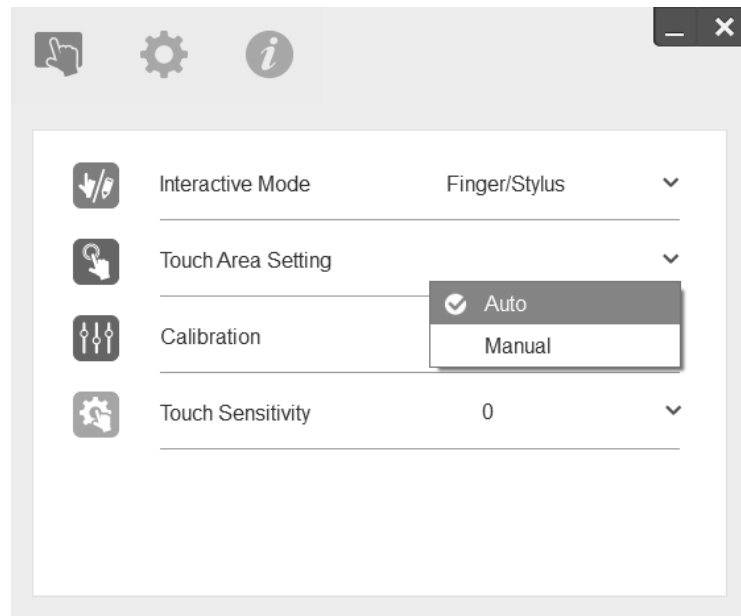 Interactive Mode Finger/Stylus
Touch Area Setting
Auto
Calibration
Manual
Touch Sensitivity 0